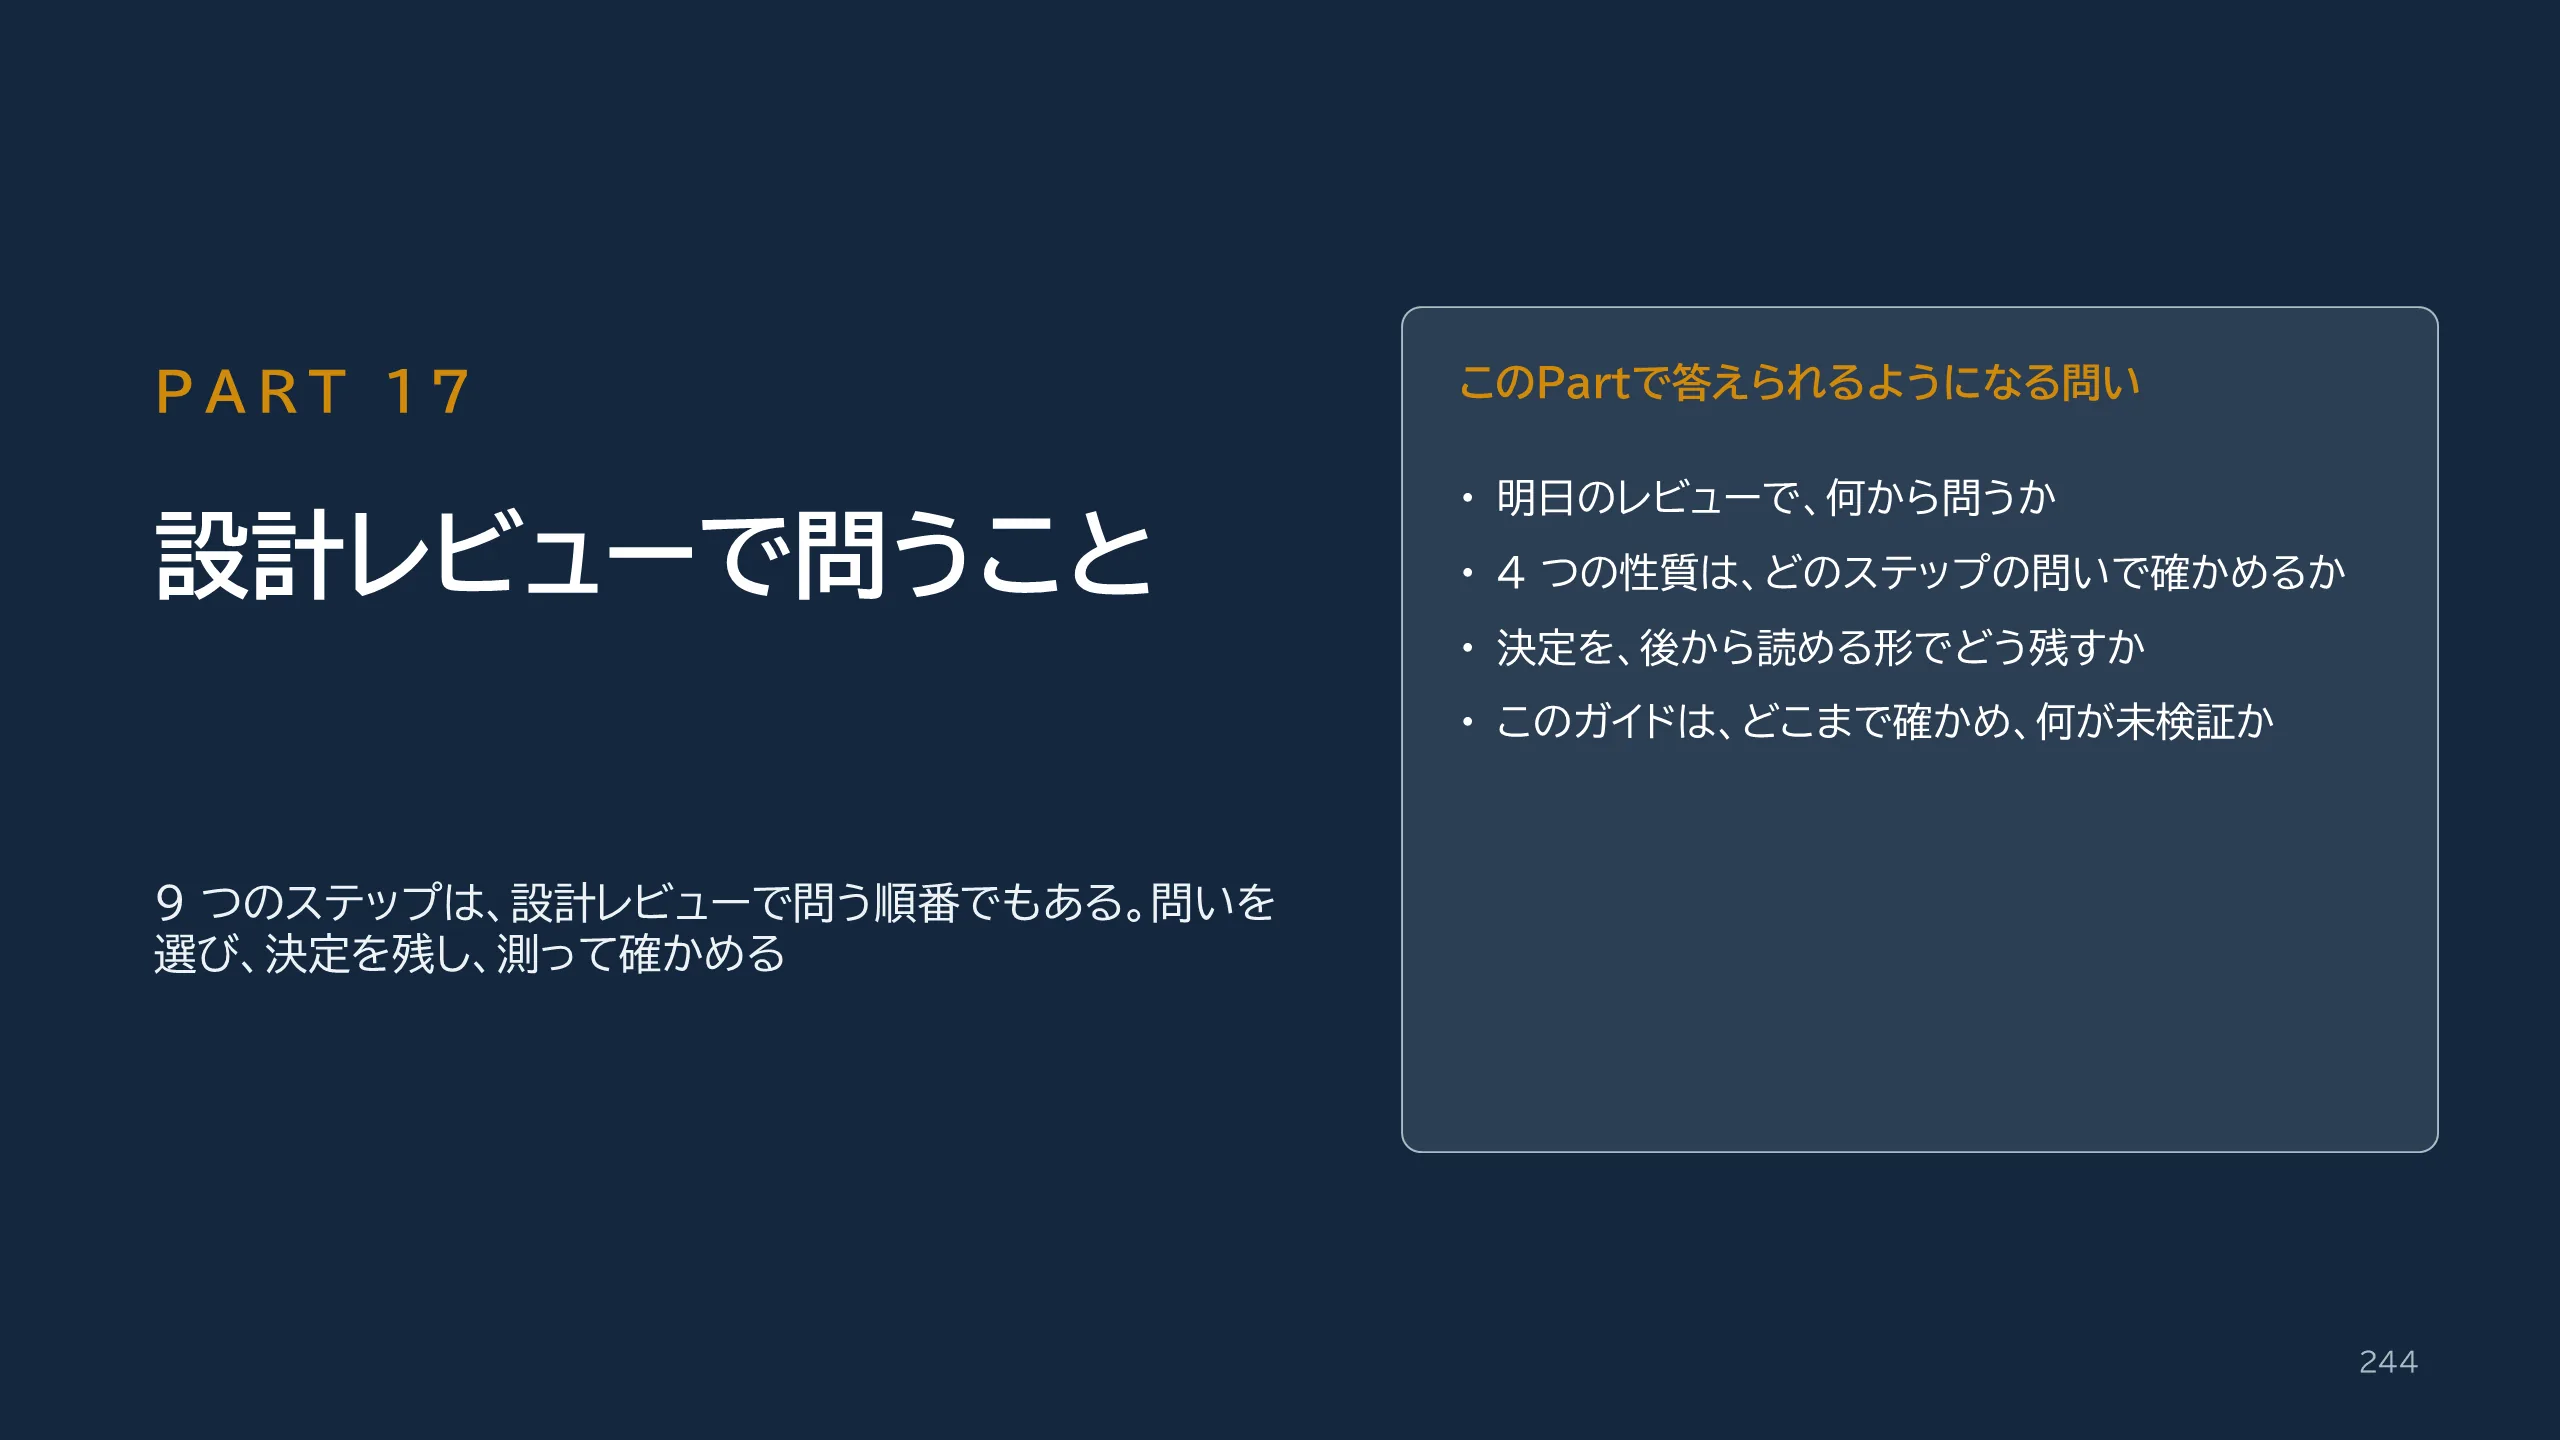 PART 17
設計レビューで問うこと
9 つのステップは、設計レビューで問う順番でもある。問いを
選び、決定を残し、測って確かめる
このPartで答えられるようになる問い
• 明日のレビューで、何から問うか
• 4 つの性質は、どのステップの問いで確かめるか
• 決定を、後から読める形でどう残すか
• このガイドは、どこまで確かめ、何が未検証か
244